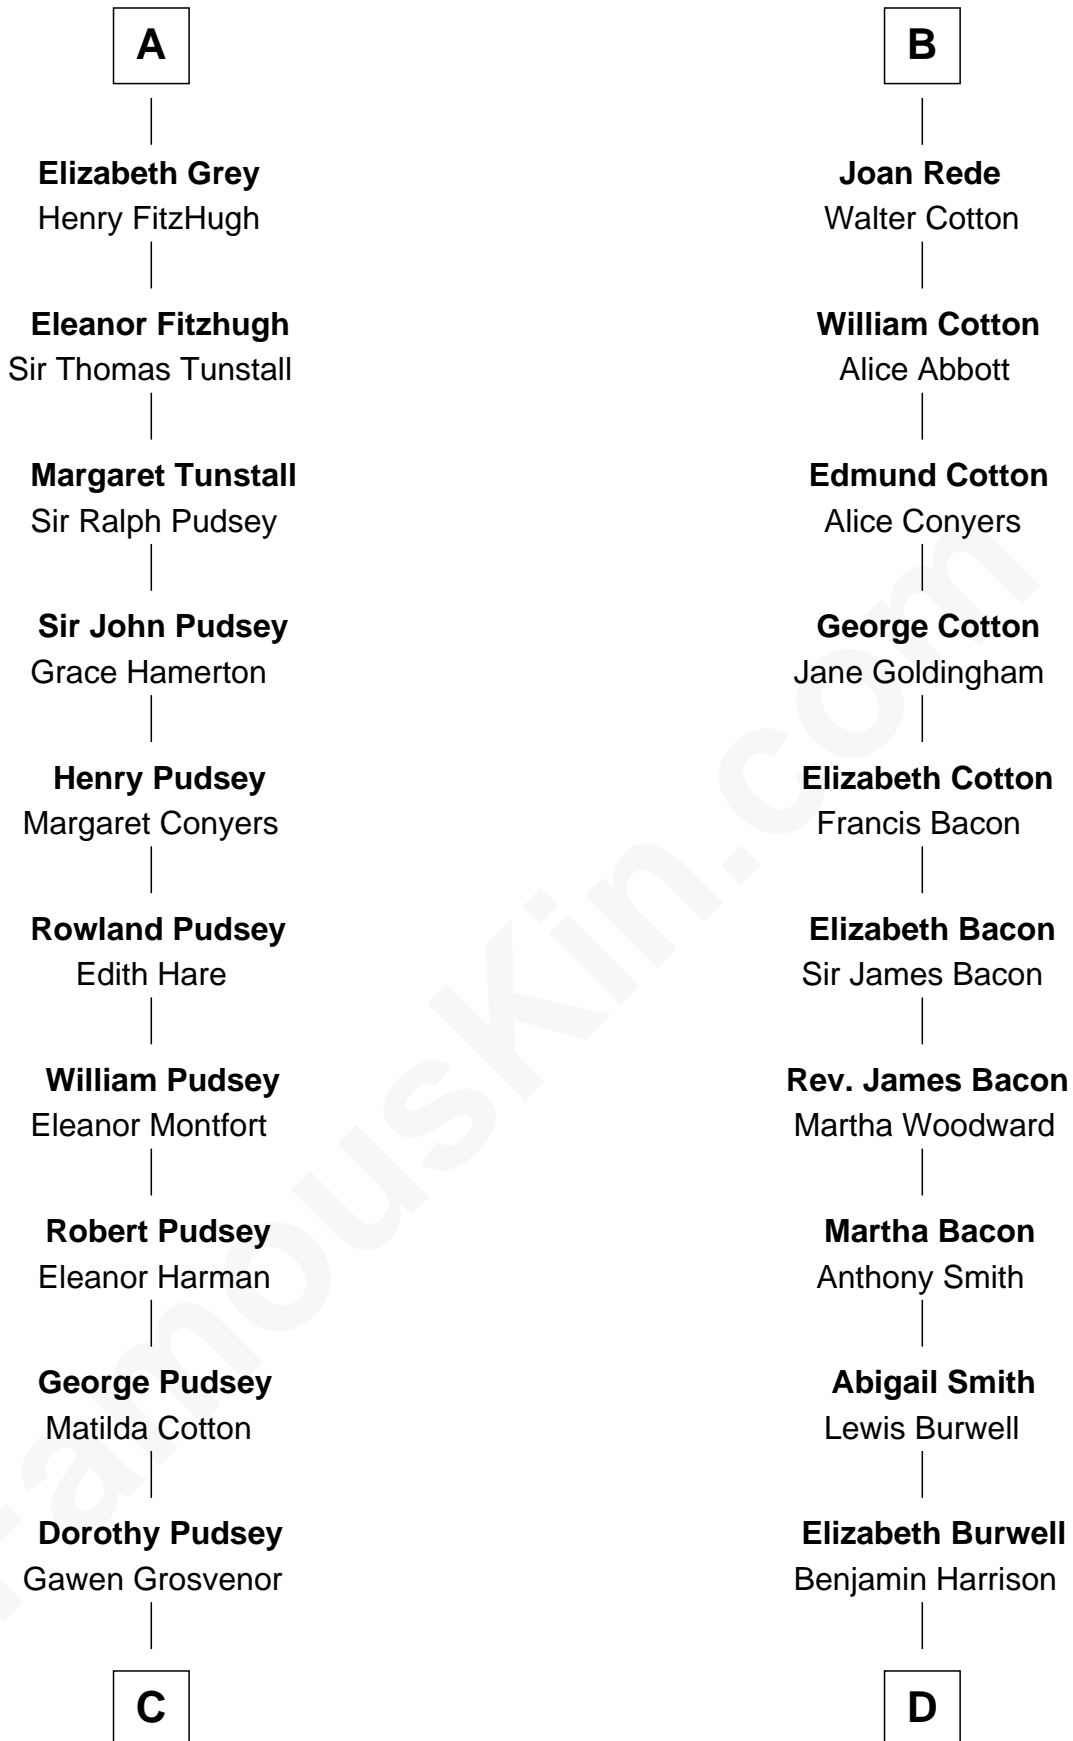 A
Elizabeth Grey
Henry FitzHugh
Eleanor Fitzhugh
Sir Thomas Tunstall
Margaret Tunstall
Sir Ralph Pudsey
Sir John Pudsey
Grace Hamerton
Henry Pudsey
Margaret Conyers
Rowland Pudsey
Edith Hare
William Pudsey
Eleanor Montfort
Robert Pudsey
Eleanor Harman
George Pudsey
Matilda Cotton
Dorothy Pudsey
Gawen Grosvenor
C
B
Joan Rede
Walter Cotton
William Cotton
Alice Abbott
Edmund Cotton
Alice Conyers
George Cotton
Jane Goldingham
Elizabeth Cotton
Francis Bacon
Elizabeth Bacon
Sir James Bacon
Rev. James Bacon
Martha Woodward
Martha Bacon
Anthony Smith
Abigail Smith
Lewis Burwell
Elizabeth Burwell
Benjamin Harrison
D
FamousKin.com